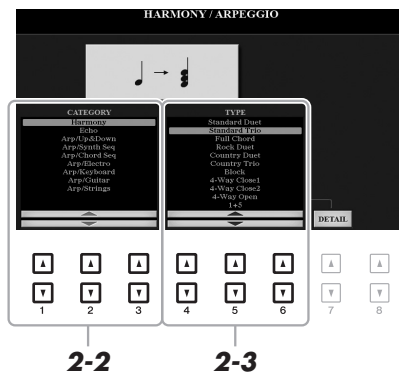 HARMONY / ARPEGGIO
CATEGORY
Harmony
Echo
Arp/Up&Down
Arp/Synth Seq
Arp/Chord Seq
Arp/Electro
Arp/Keyboard
Arp/Guitar
Arp/Strings
TYPE
Standard Duet
Standard Trio
Full Chord
Rock Duet
Country Duet
Country Trio
Block
4-Way Close1
4-Way Close2
4-Way Open
1+5
DETAIL
1 2 3 4 5 6 7 8
2-2 2-3